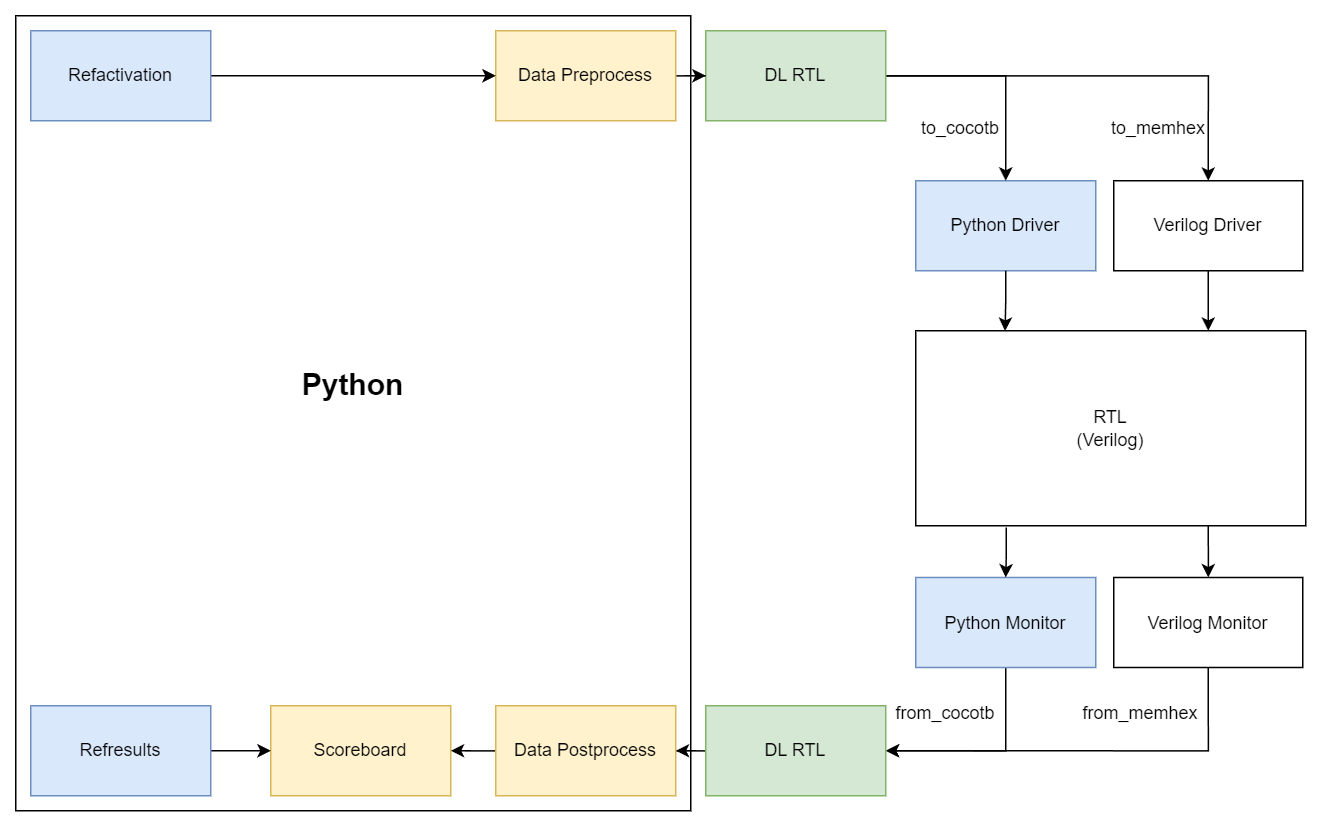 Refactivation
Data Preprocess
DL RTL
to_cocotb
to_memhex
Python Driver
Verilog Driver
Python
RTL
(Verilog)
Python Monitor
Verilog Monitor
from_cocotb
from_memhex
Refresults
Scoreboard
Data Postprocess
DL RTL